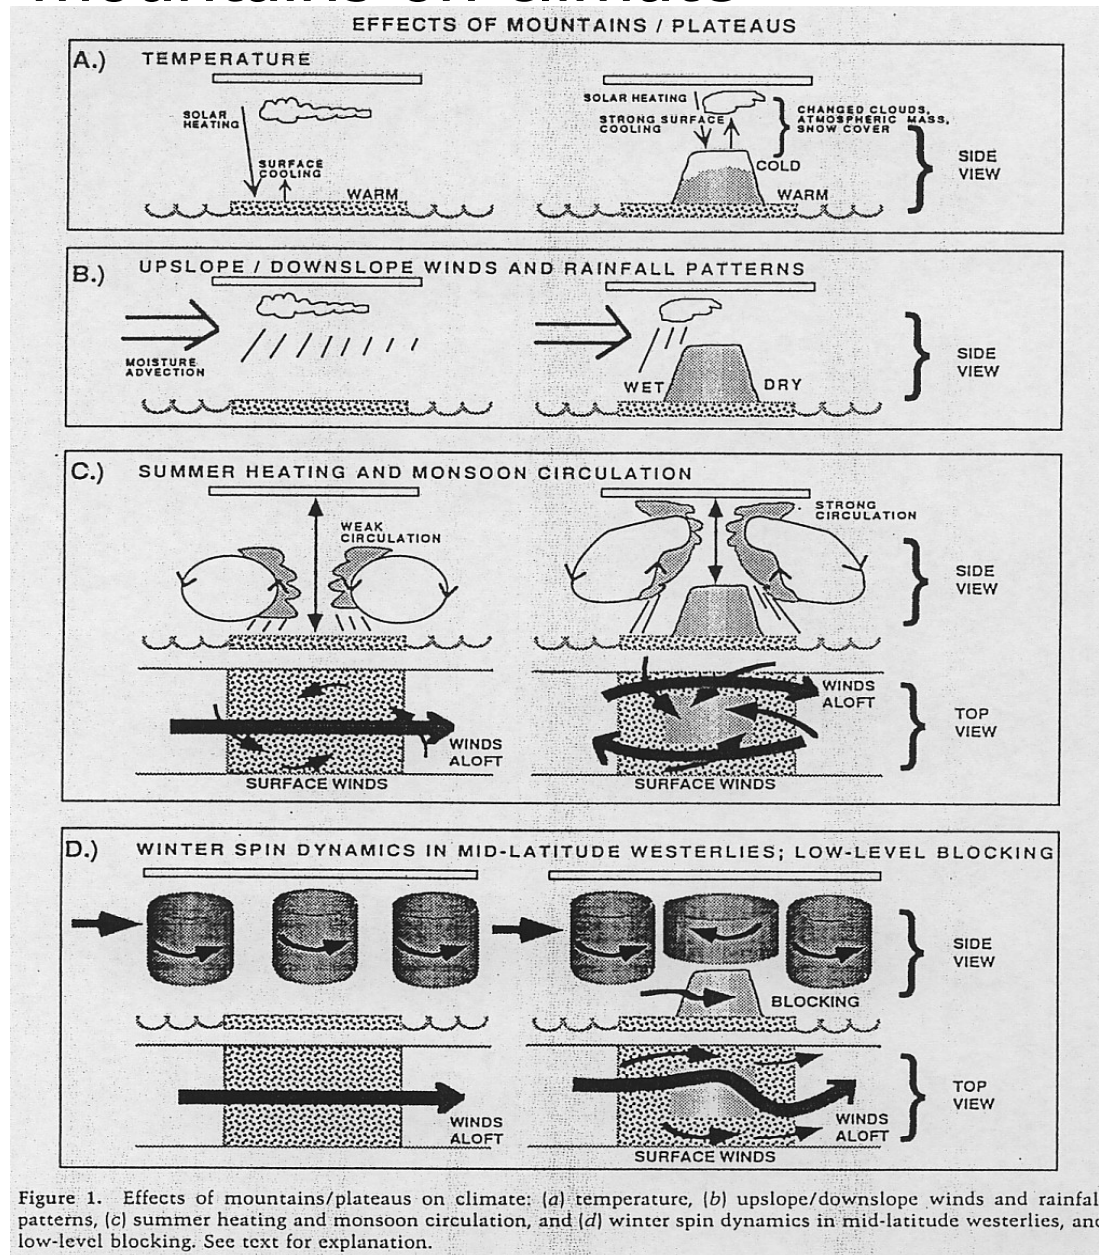 EFFECTS OF MOUNTAINS / PLATEAUS
A.) TEMPERATURE
SOLAR
HEATING
SURFACE
COOLING
WARM
SOLAR HEATING
STRONG SURFACE
COOLING
CHANGED CLOUDS,
ATMOSPHERIC MASS,
SNOW COVER
COLD
WARM
SIDE
VIEW
B.) UPSLOPE / DOWNSLOPE WINDS AND RAINFALL PATTERNS
MOISTURE
ADVECTION
WET
DRY
SIDE
VIEW
C.) SUMMER HEATING AND MONSOON CIRCULATION
WEAK
CIRCULATION
STRONG
CIRCULATION
SIDE
VIEW
WINDS
ALOFT
SURFACE WINDS
WINDS
ALOFT
SURFACE WINDS
TOP
VIEW
D.) WINTER SPIN DYNAMICS IN MID-LATITUDE WESTERLIES; LOW-LEVEL BLOCKING
BLOCKING
SIDE
VIEW
WINDS
ALOFT
WINDS
ALOFT
SURFACE WINDS
TOP
VIEW
Figure 1. Effects of mountains/plateaus on climate: (a) temperature, (b) upslope/downslope winds and rainfall
patterns, (c) summer heating and monsoon circulation, and (d) winter spin dynamics in mid-latitude westerlies, and
low-level blocking. See text for explanation.